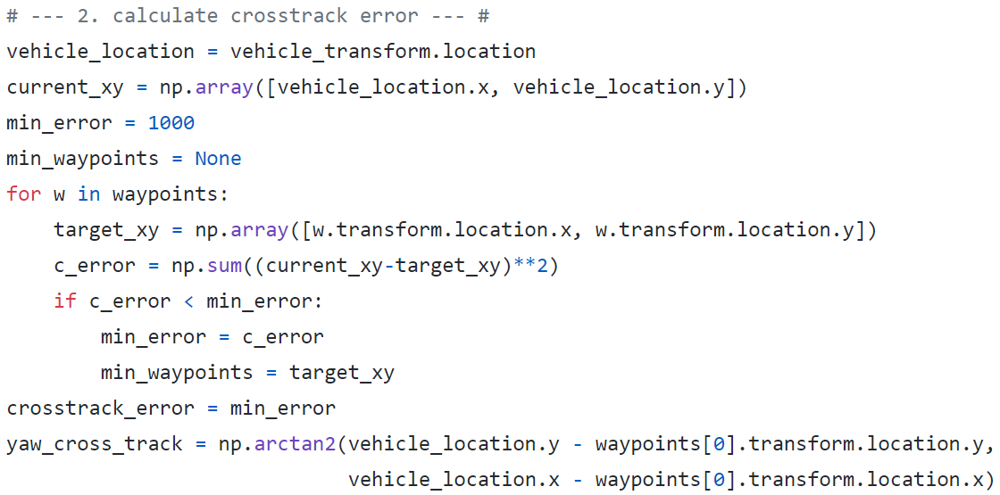 # --- 2. calculate crosstrack error --- #
vehicle_location = vehicle_transform.location
current_xy = np.array([vehicle_location.x, vehicle_location.y])
min_error = 1000
min_waypoints = None
for w in waypoints:
    target_xy = np.array([w.transform.location.x, w.transform.location.y])
    c_error = np.sum((current_xy-target_xy)**2)
    if c_error < min_error:
        min_error = c_error
        min_waypoints = target_xy
crosstrack_error = min_error
yaw_cross_track = np.arctan2(vehicle_location.y - waypoints[0].transform.location.y,
                             vehicle_location.x - waypoints[0].transform.location.x)